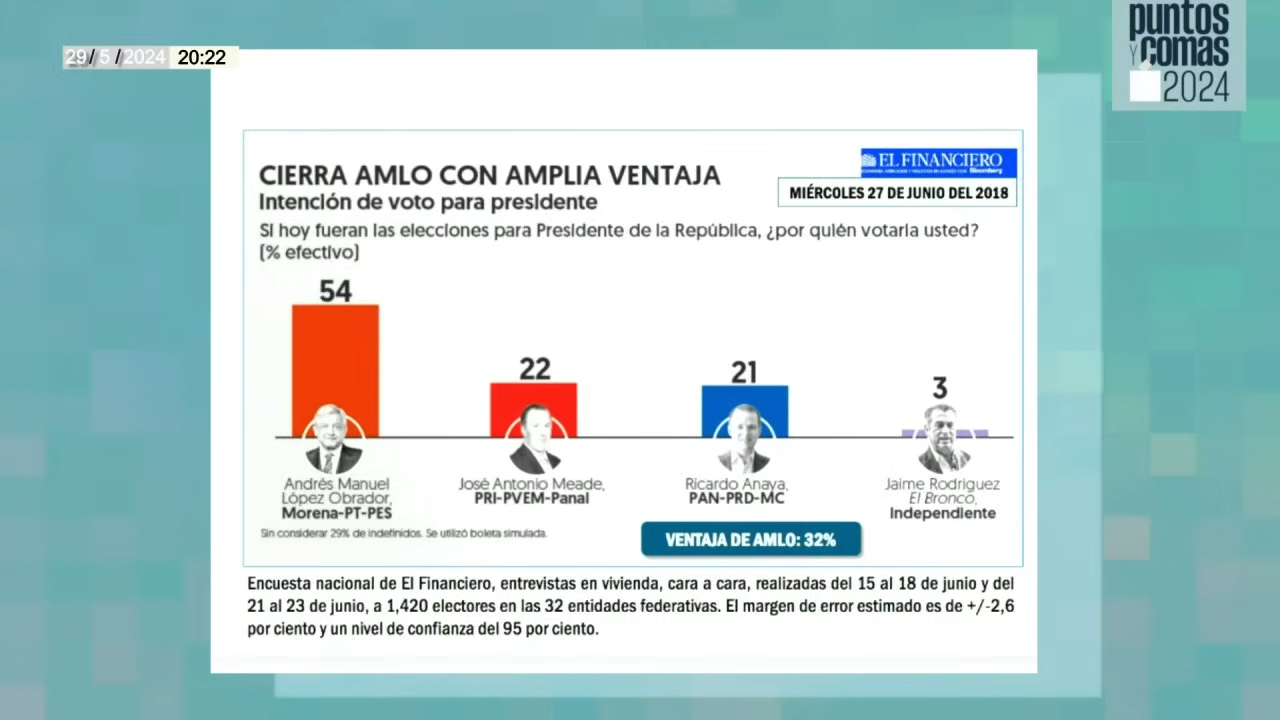 29/ 5 /2024 20:22
puntos
y comas
2024
CIERRA AMLO CON AMPLIA VENTAJA
Intención de voto para presidente
EL FINANCIERO
Bloomberg
MIÉRCOLES 27 DE JUNIO DEL 2018
SI hoy fueran las elecciones para Presidente de la República, ¿por quién votaría usted?
[% efectivo]
54
22
21
3
Andrés Manuel
López Obrador,
Morena-PT-PES
José Antonio Meade,
PRI-PVEM-Panal
Ricardo Anaya,
PAN-PRD-MC
Jaime Rodriguez
El Bronco,
Independiente
Sin considerar 29% de indefinidos. Se utilizó boleta simulada.
VENTAJA DE AMLO: 32%
Encuesta nacional de El Financiero, entrevistas en vivienda, cara a cara, realizadas del 15 al 18 de junio y del
21 al 23 de junio, a 1,420 electores en las 32 entidades federativas. El margen de error estimado es de +/-2,6
por ciento y un nivel de confianza del 95 por ciento.